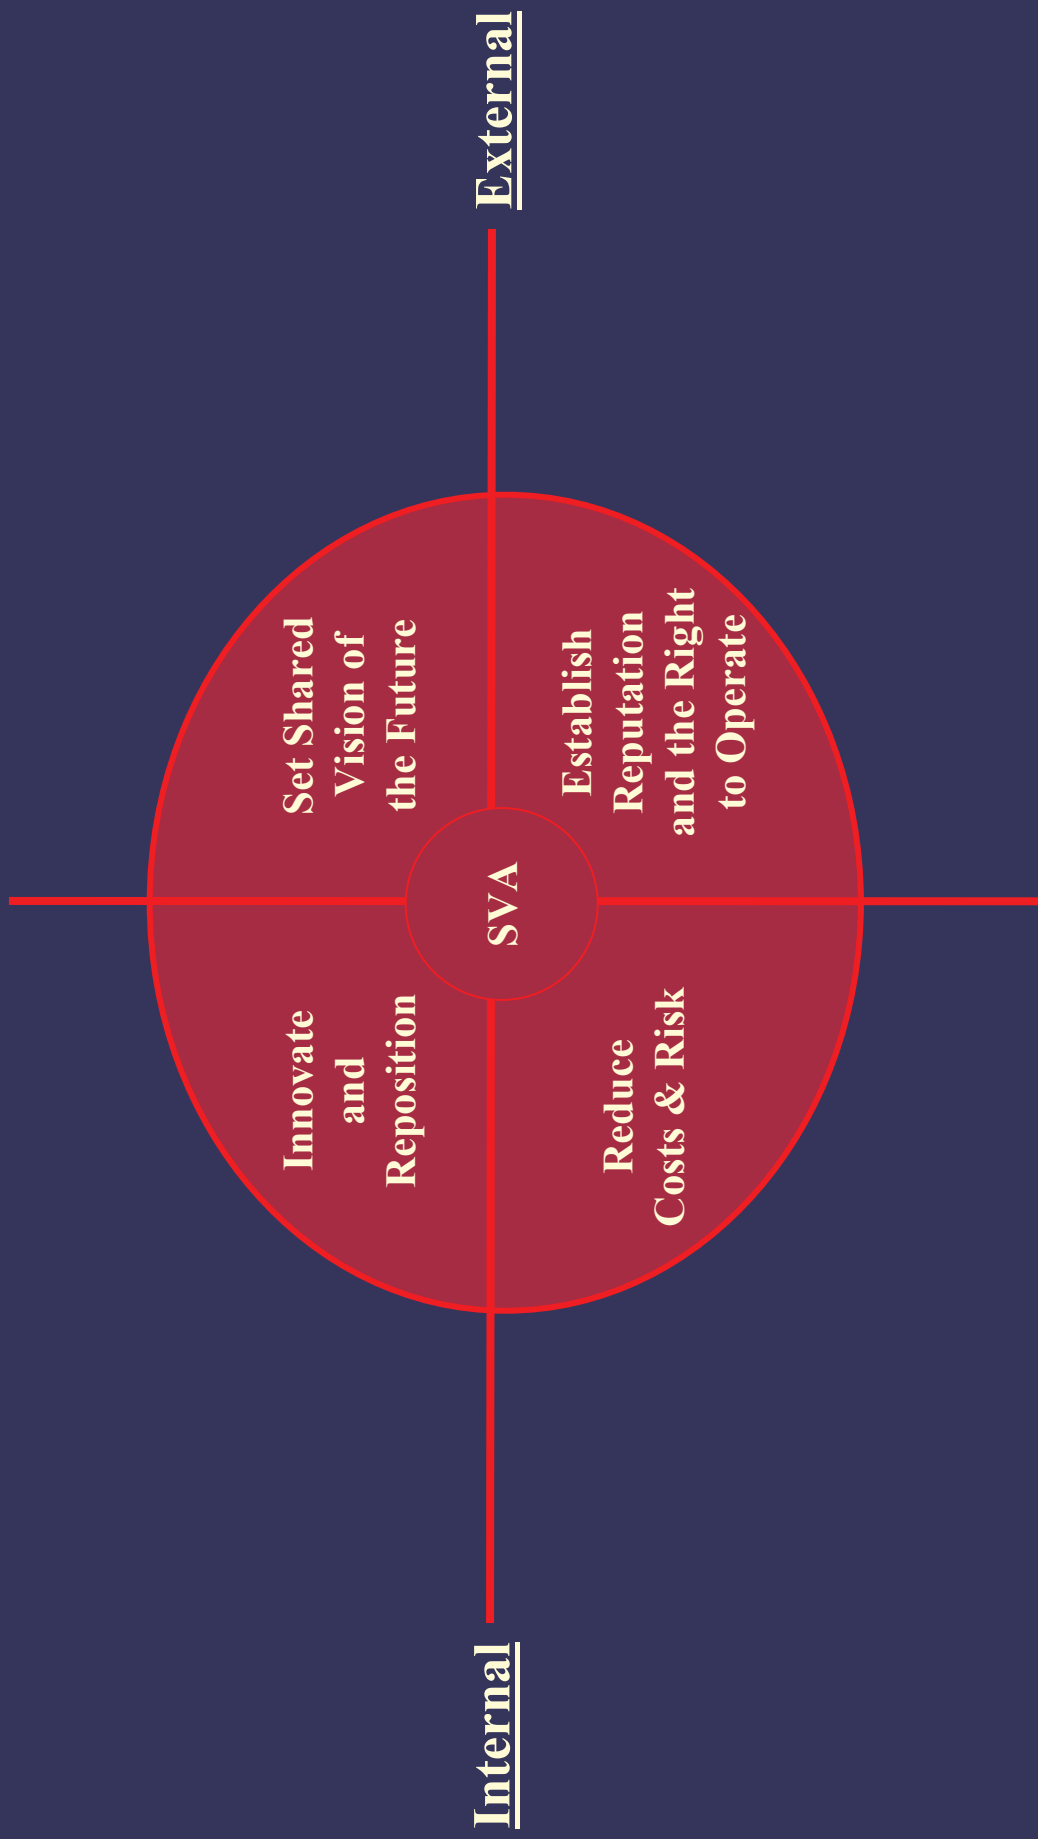 Innovate
and
Reposition
Set Shared
Vision of
the Future
Internal
SVA
External
Reduce
Costs & Risk
Establish
Reputation
and the Right
to Operate